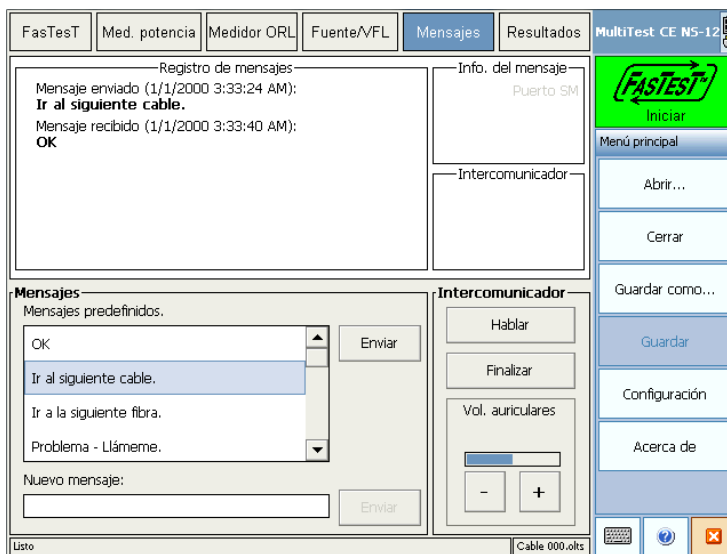 FasTesT
Med. potencia
Medidor ORL
Fuente/VFL
Mensajes
Resultados
MultiTest CE NS-12
Registro de mensajes
Mensaje enviado (1/1/2000 3:33:24 AM):
Ir al siguiente cable.
Mensaje recibido (1/1/2000 3:33:40 AM):
OK
Info. del mensaje
Puerto SM
Intercomunicador
FASTEST™
Iniciar
Menú principal
Abrir...
Cerrar
Guardar como...
Guardar
Configuración
Acerca de
Mensajes
Mensajes predefinidos.
OK
Ir al siguiente cable.
Ir a la siguiente fibra.
Problema - Llámeme.
Enviar
Nuevo mensaje:
Enviar
Intercomunicador
Hablar
Finalizar
Vol. auriculares
-
+
Listo
Cable 000.olts